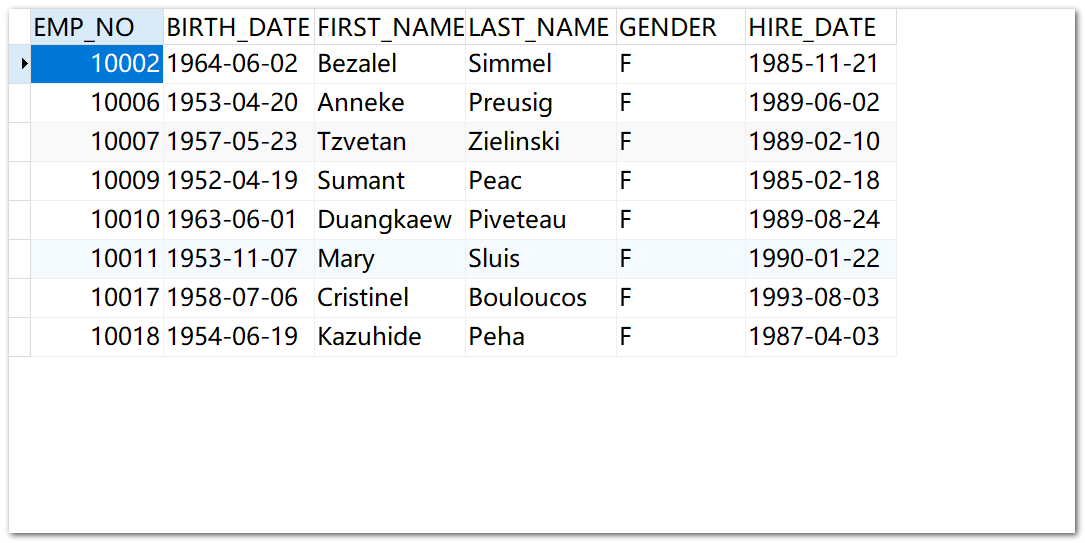 EMP_NO BIRTH_DATE FIRST_NAME LAST_NAME GENDER HIRE_DATE
10002 1964-06-02 Bezalel Simmel F 1985-11-21
10006 1953-04-20 Anneke Preusig F 1989-06-02
10007 1957-05-23 Tzvetan Zielinski F 1989-02-10
10009 1952-04-19 Sumant Peac F 1985-02-18
10010 1963-06-01 Duangkaew Piveteau F 1989-08-24
10011 1953-11-07 Mary Sluis F 1990-01-22
10017 1958-07-06 Cristinel Bouloucos F 1993-08-03
10018 1954-06-19 Kazuhide Peha F 1987-04-03